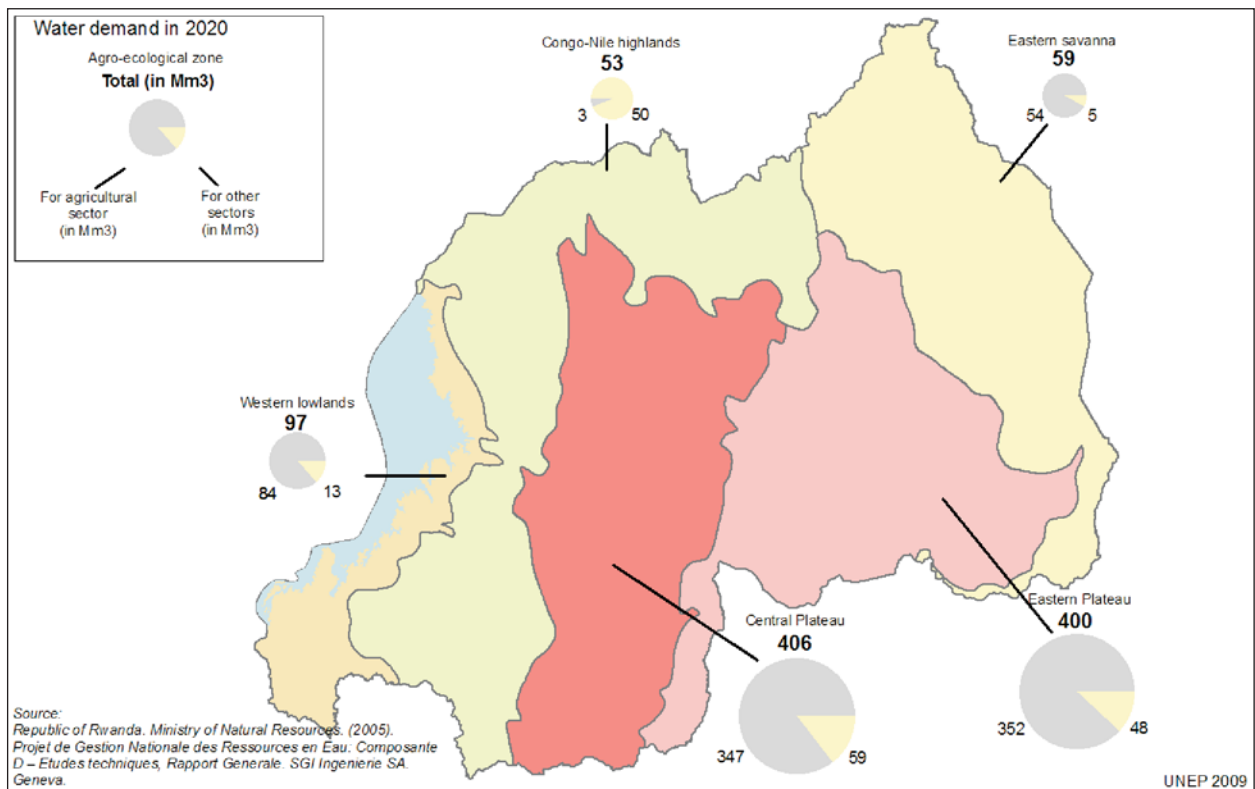 Water demand in 2020
Agro-ecological zone
Total (in Mm3)
For agricultural
sector
(in Mm3)
For other
sectors
(in Mm3)
Congo-Nile highlands
53
3 50
Eastern savanna
59
54 5
Western lowlands
97
84 13
Central Plateau
406
347 59
Eastern Plateau
400
352 48
Source:
Republic of Rwanda. Ministry of Natural Resources. (2005).
Projet de Gestion Nationale des Ressources en Eau: Composante
D – Etudes techniques, Rapport Generale. SGI Ingenierie SA.
Geneva.
UNEP 2009